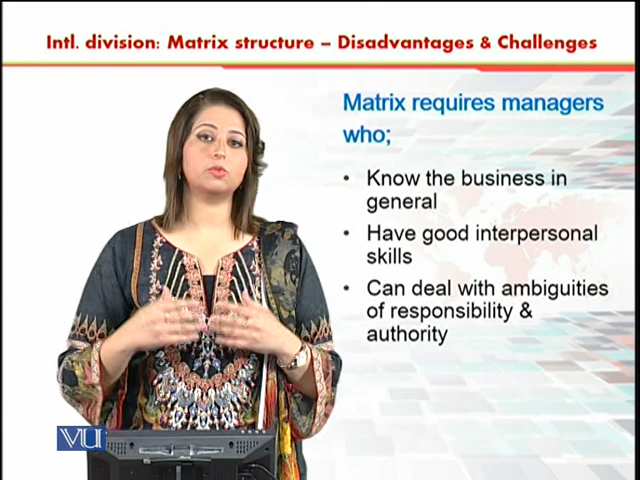 Intl. division: Matrix structure – Disadvantages & Challenges
Matrix requires managers
who;
• Know the business in
general
• Have good interpersonal
skills
• Can deal with ambiguities
of responsibility &
authority
VU